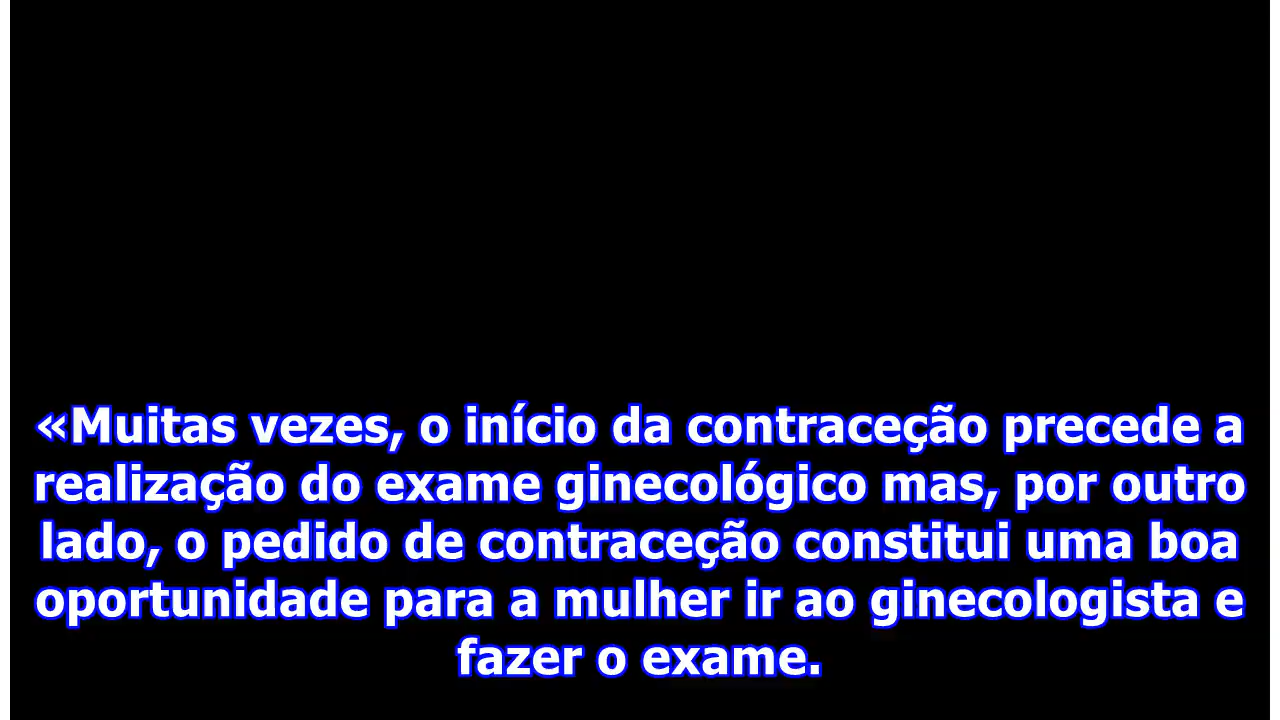 «Muitas vezes, o início da contraceção precede a
realização do exame ginecológico mas, por outro
lado, o pedido de contraceção constitui uma boa
oportunidade para a mulher ir ao ginecologista e
fazer o exame.